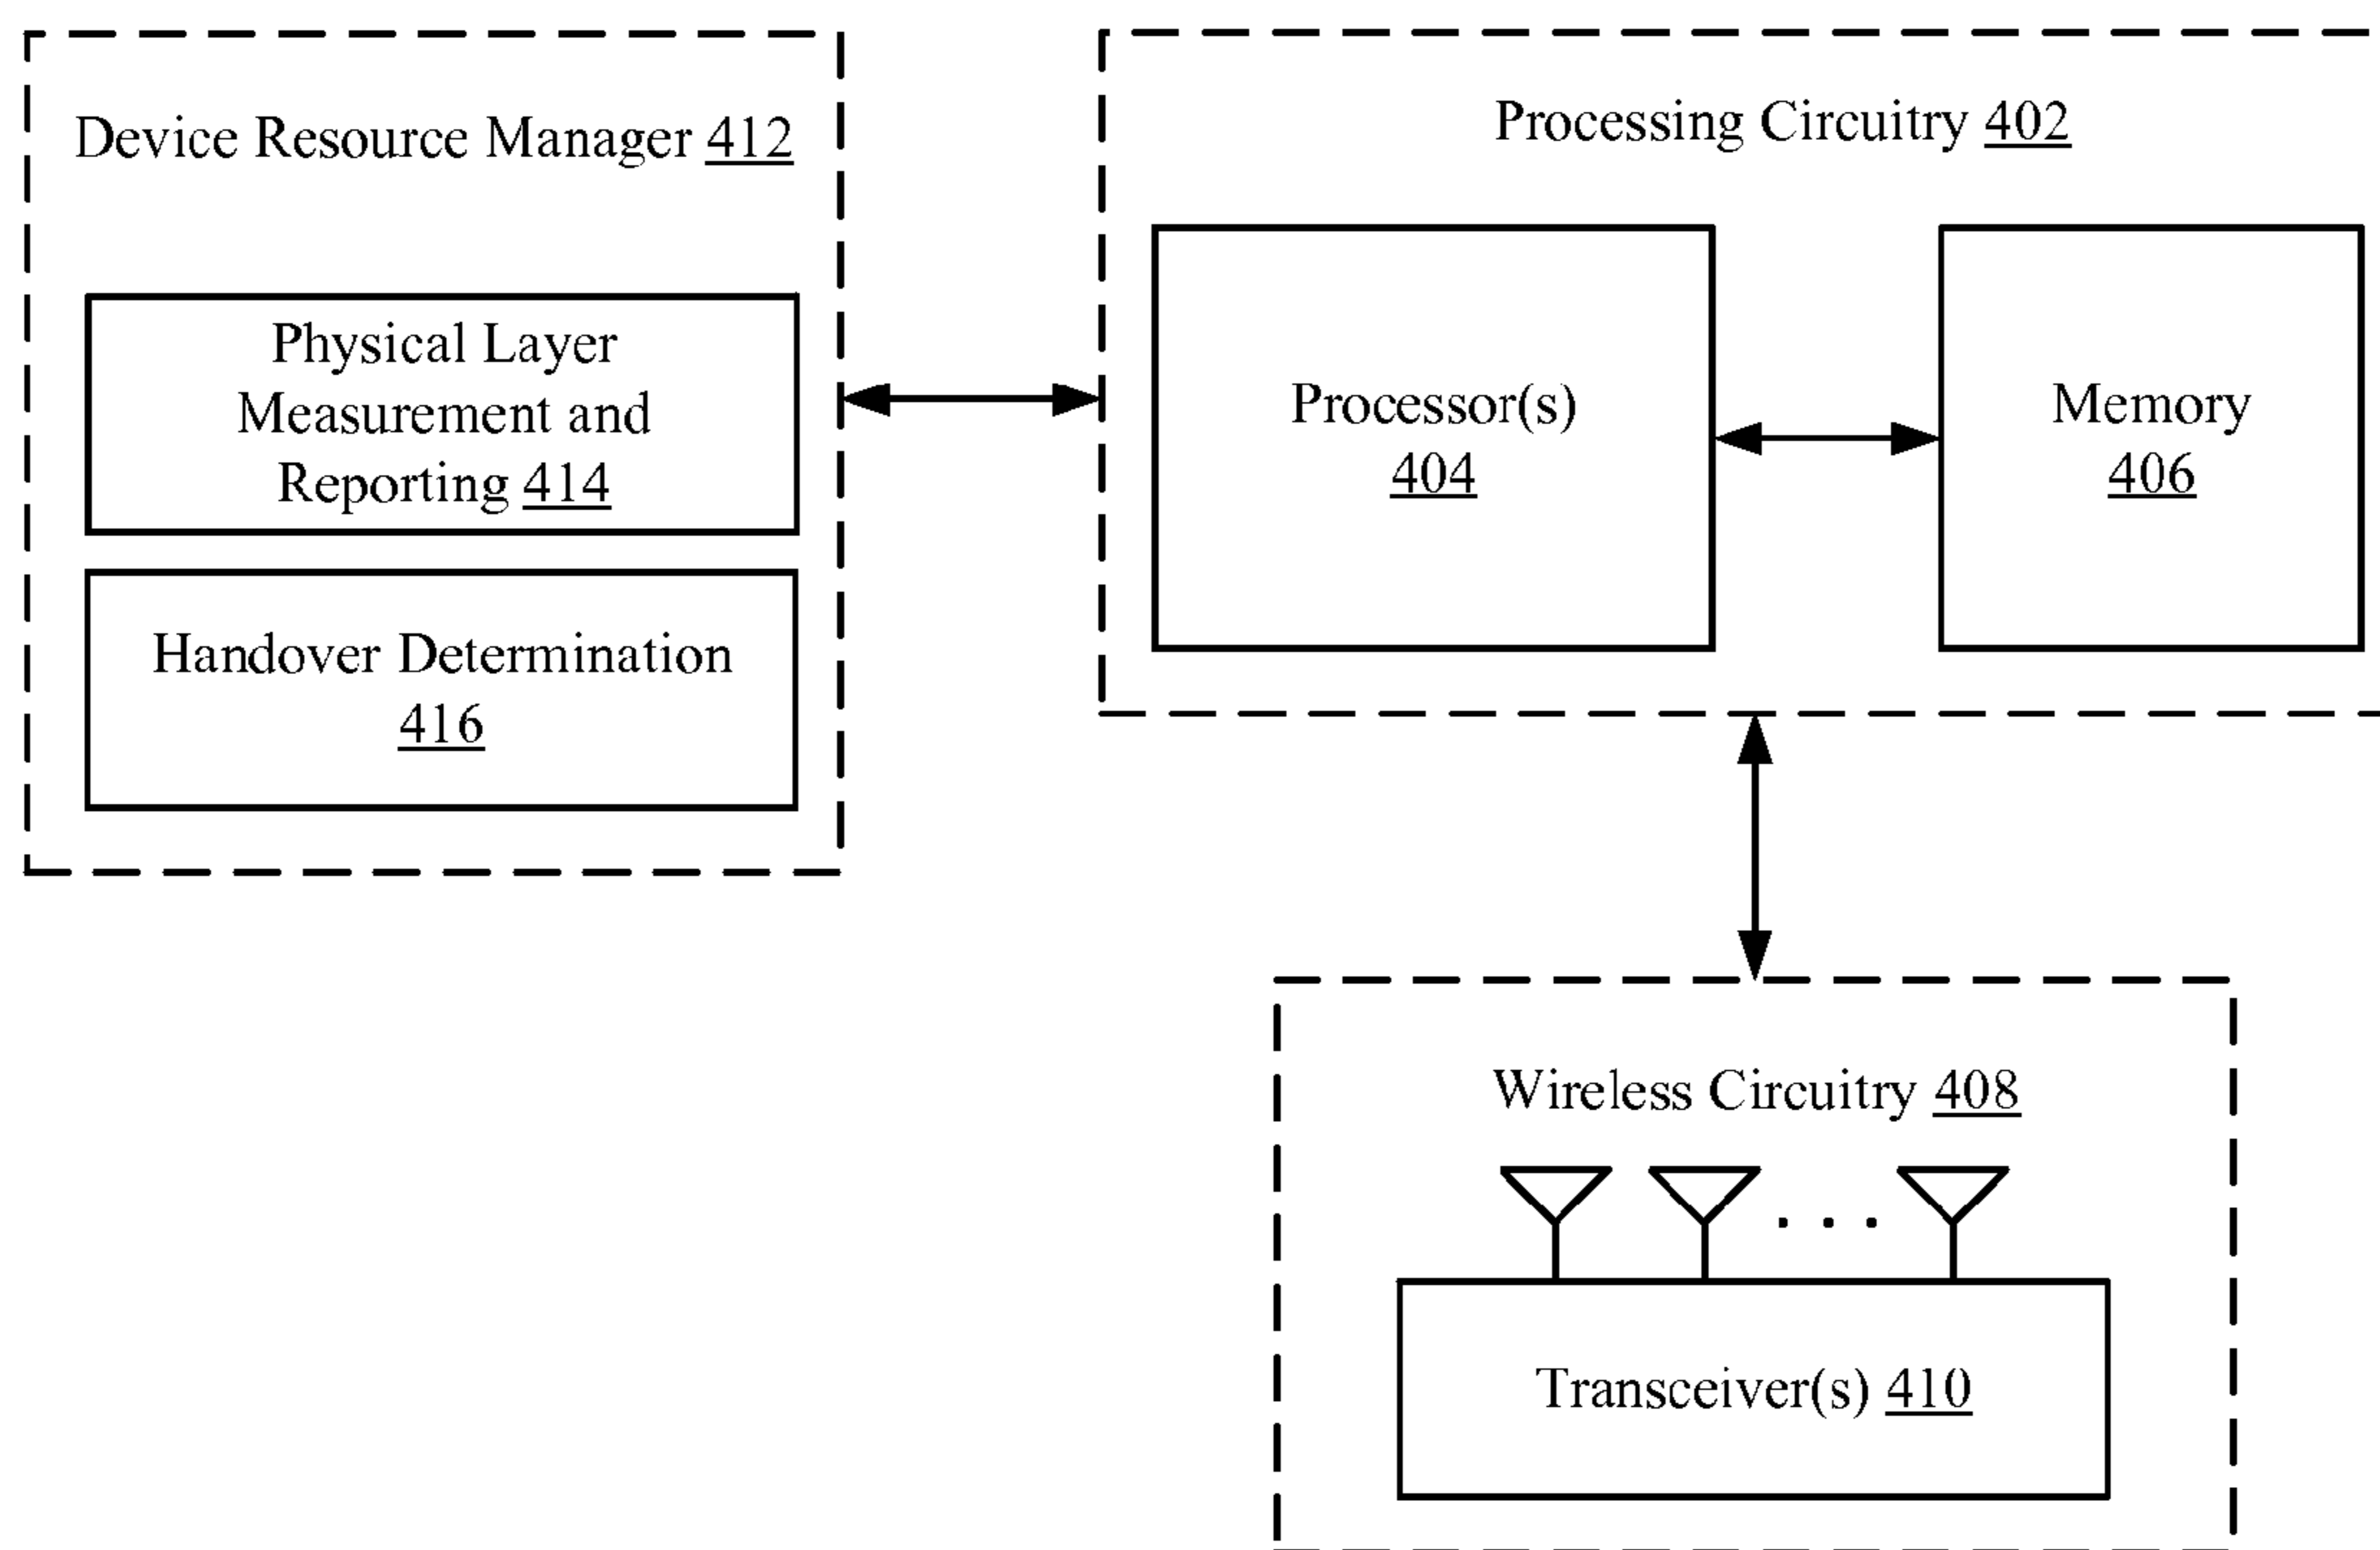 Device Resource Manager 412
Physical Layer
Measurement and
Reporting 414
Handover Determination
416
Processing Circuitry 402
Processor(s)
404
Memory
406
Wireless Circuitry 408
Transceiver(s) 410